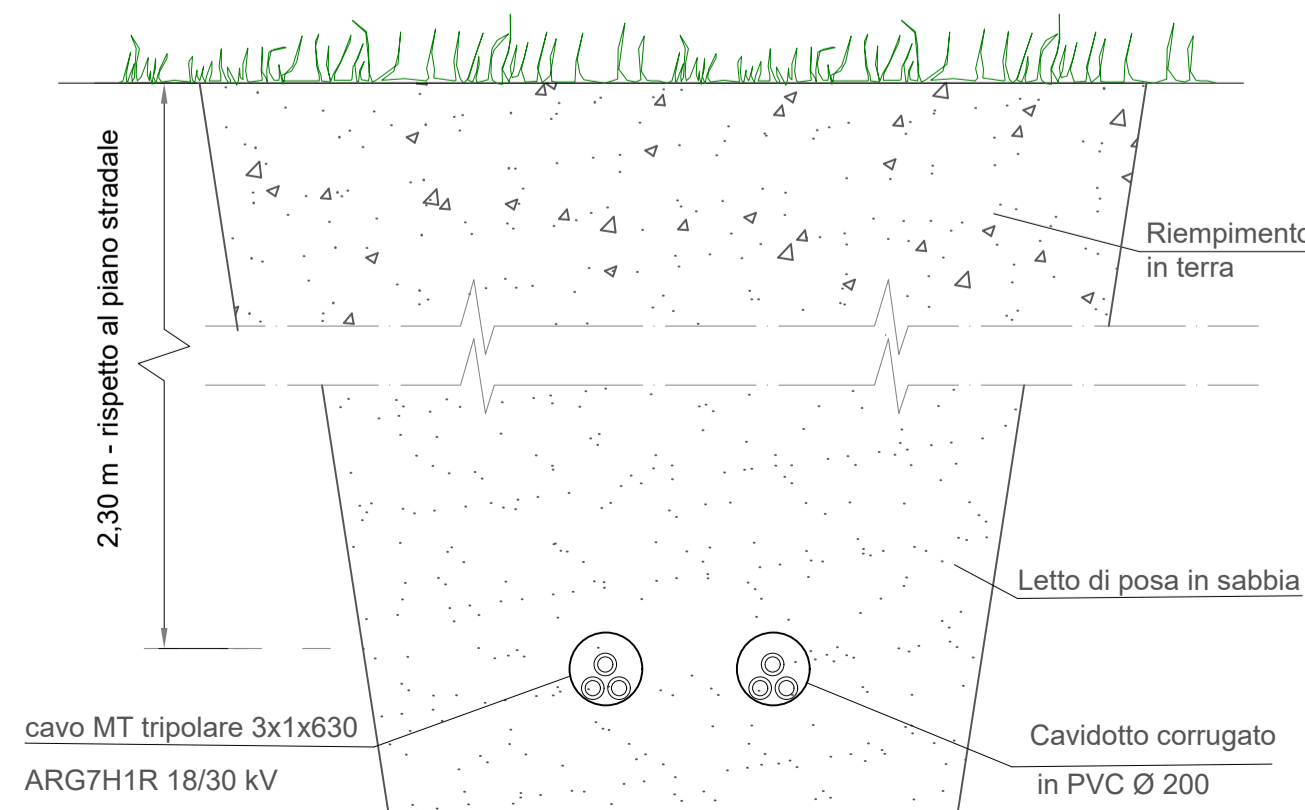 2,30 m - rispetto al piano stradale
Riempimento
in terra
Letto di posa in sabbia
cavo MT tripolare 3x1x630
ARG7H1R 18/30 kV
Cavidotto corrugato
in PVC Ø 200